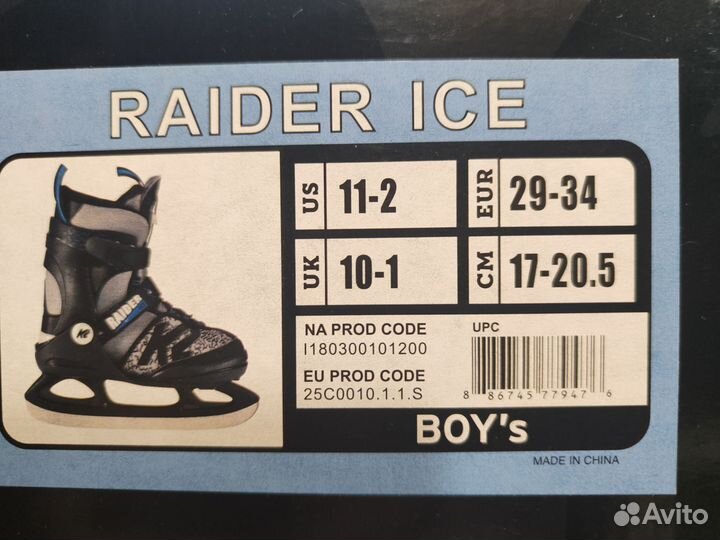 RAIDER ICE
US 11-2 EUR 29-34
UK 10-1 CM 17-20.5
RAIDER
K2
NA PROD CODE
I180300101200
EU PROD CODE
25C0010.1.1.S
UPC
8 86745 77947 6
BOY's
MADE IN CHINA
Avito